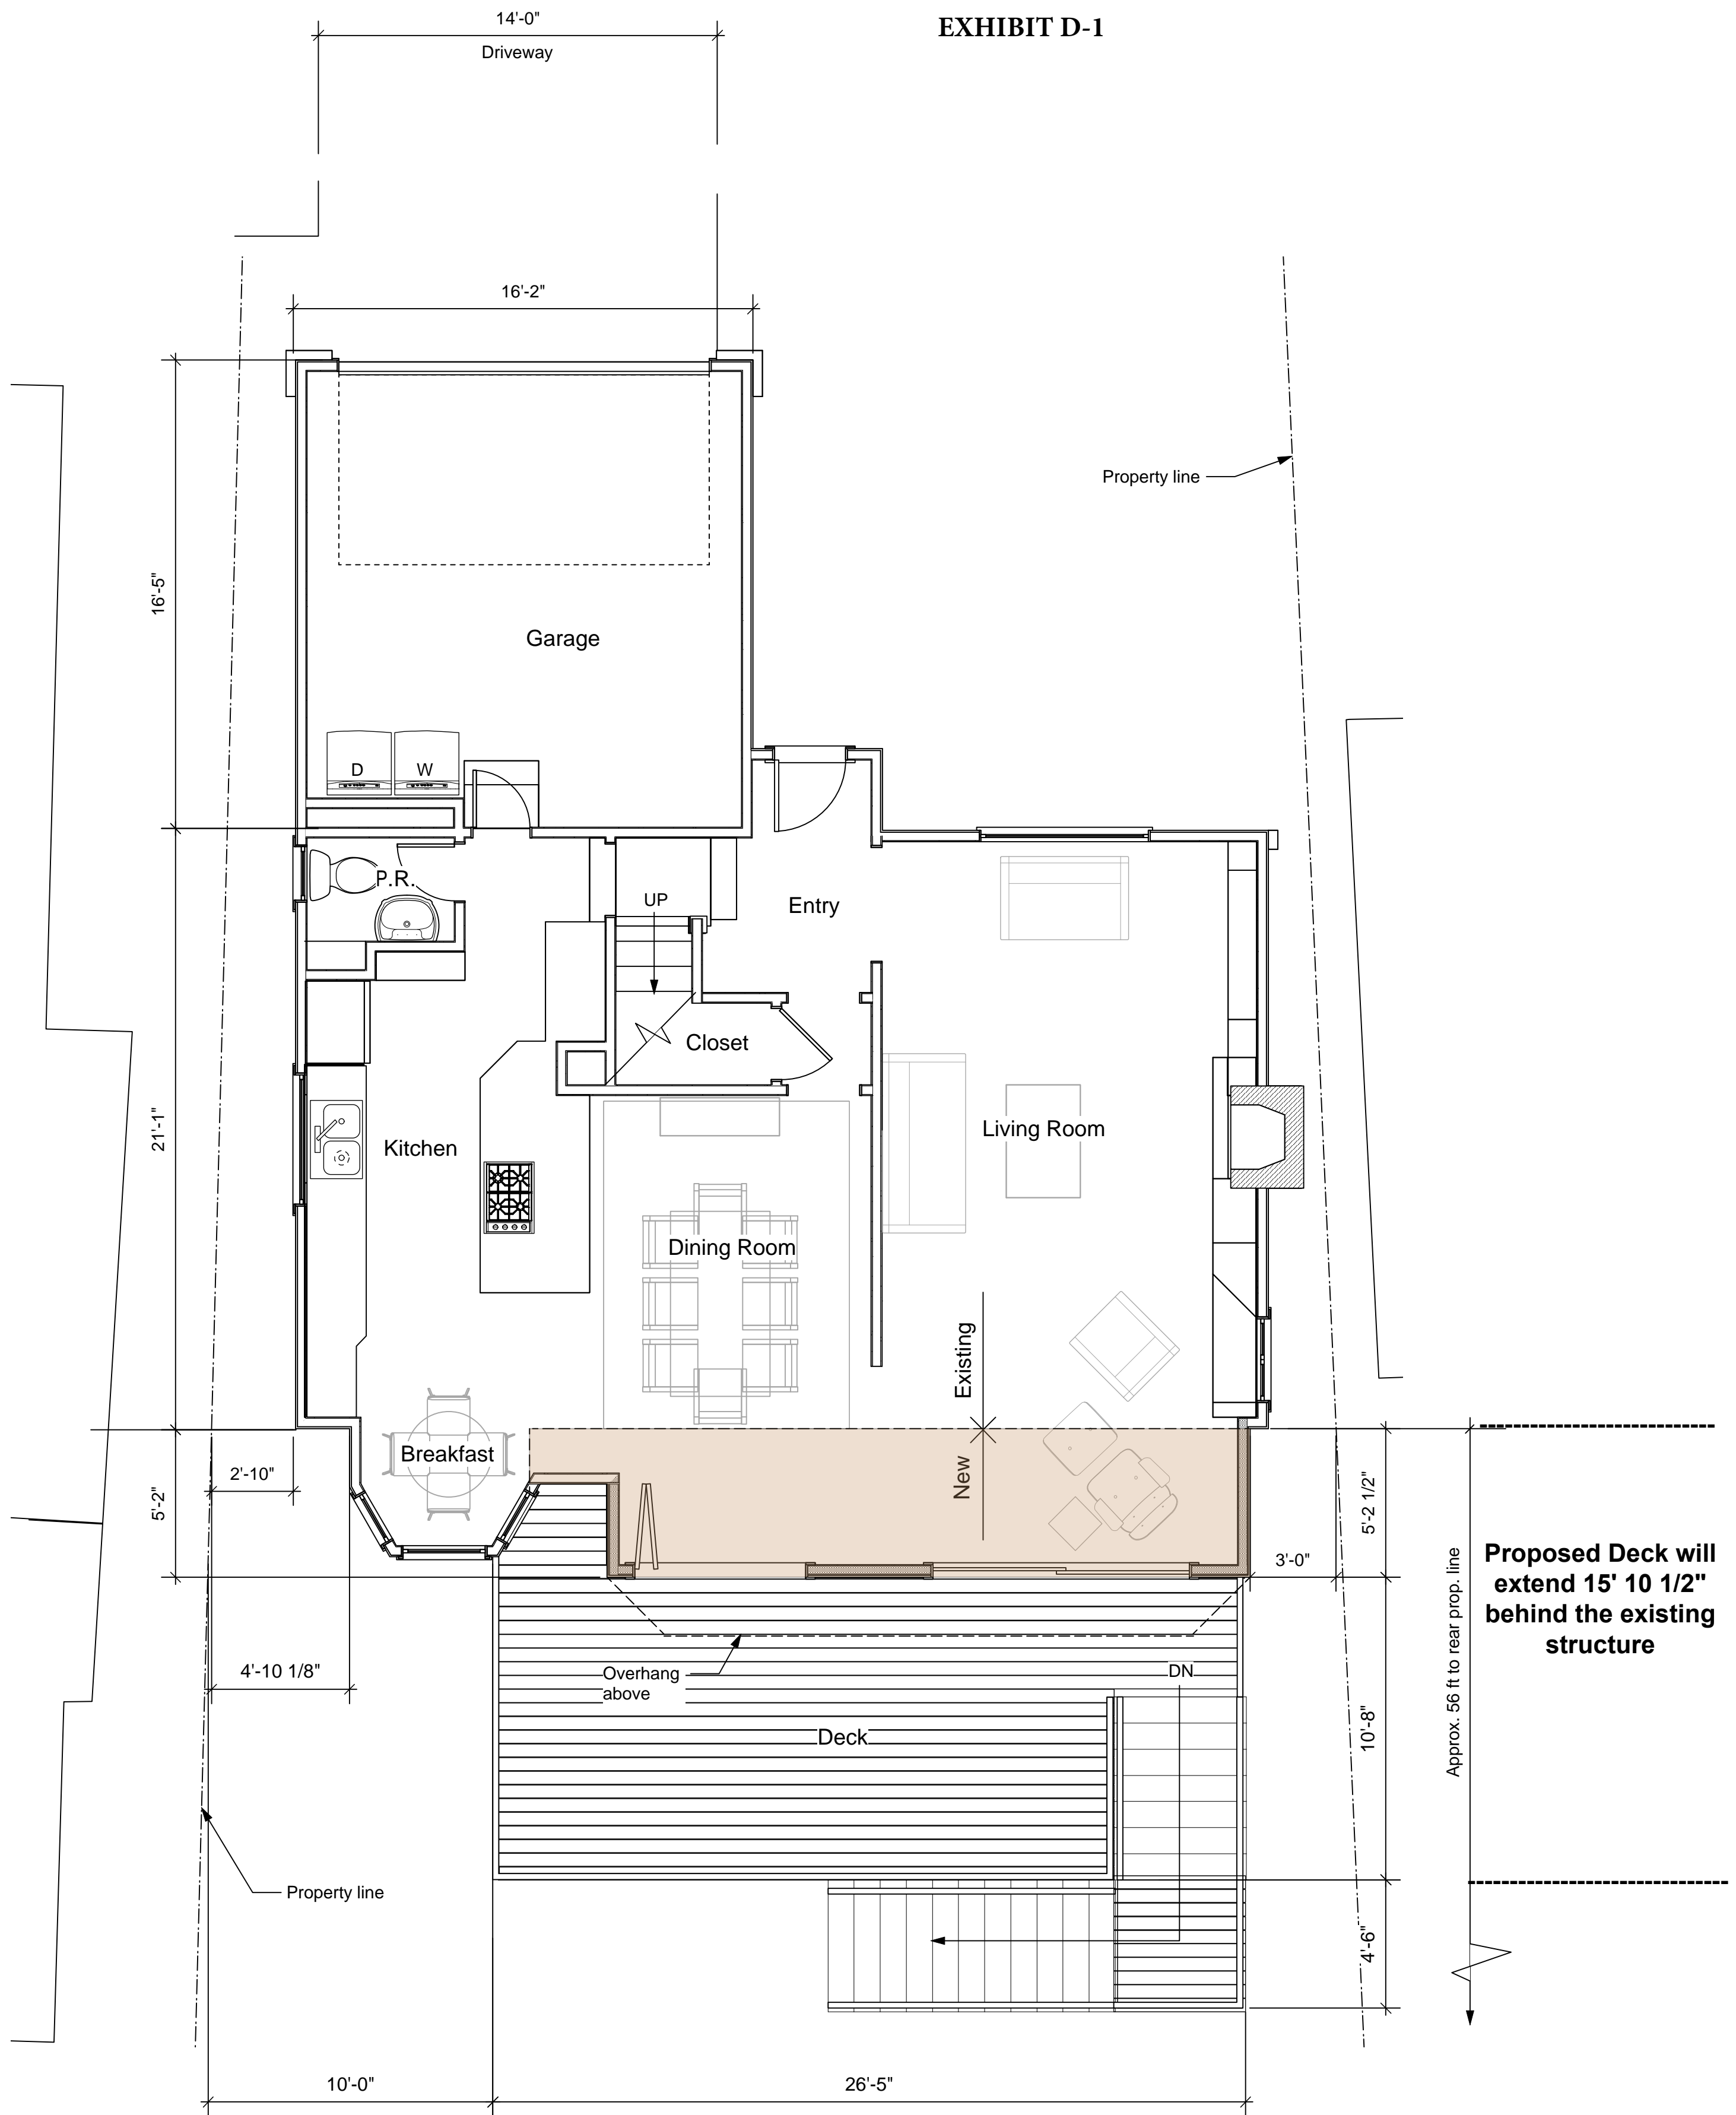 14'-0"
EXHIBIT D-1
Driveway
16'-2"
Property line
16'-5"
Garage
D
W
P.R.
UP
Entry
Closet
21'-1"
Kitchen
Living Room
Dining Room
Existing
Breakfast
New
2'-10"
5'-2"
5'-2 1/2"
3'-0"
Approx. 56 ft to rear prop. line
Proposed Deck will
extend 15' 10 1/2"
behind the existing
structure
4'-10 1/8"
Overhang
above
DN
Deck
10'-8"
Property line
4'-6"
10'-0"
26'-5"